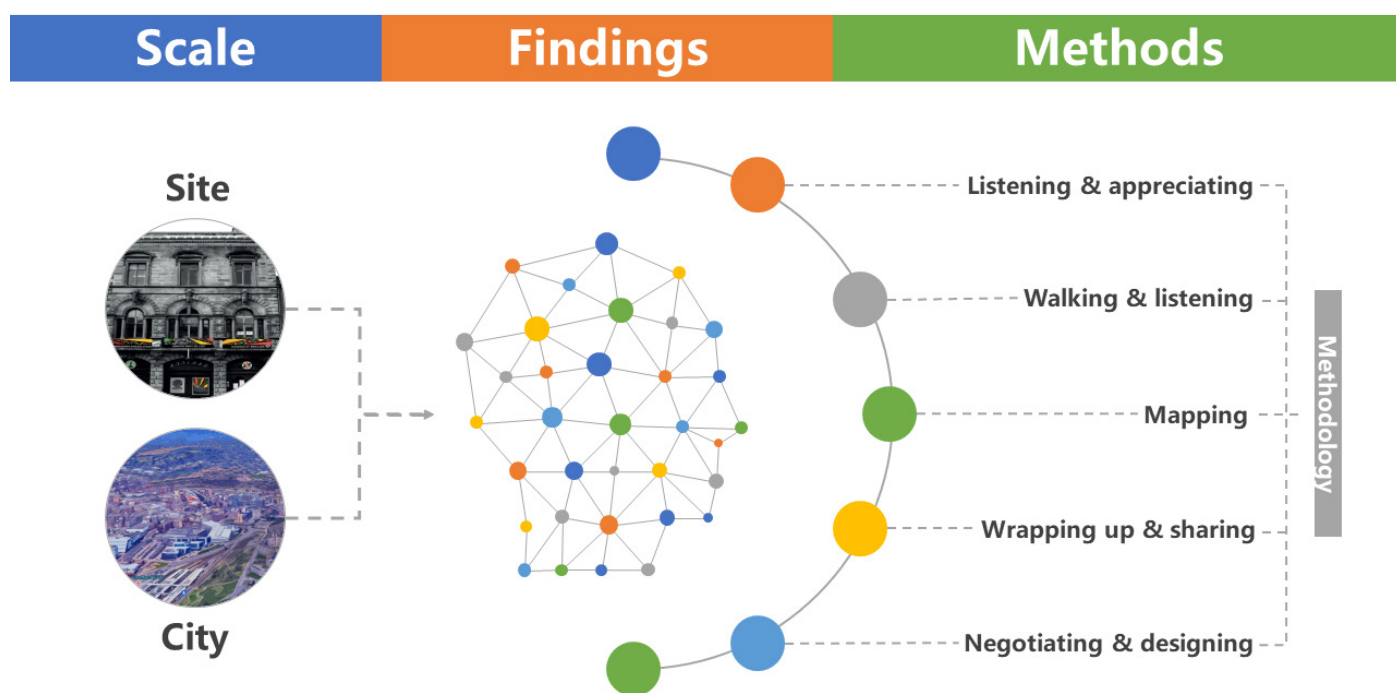 Scale
Findings
Methods
Site
City
Listening & appreciating
Walking & listening
Mapping
Wrapping up & sharing
Negotiating & designing
Methodology